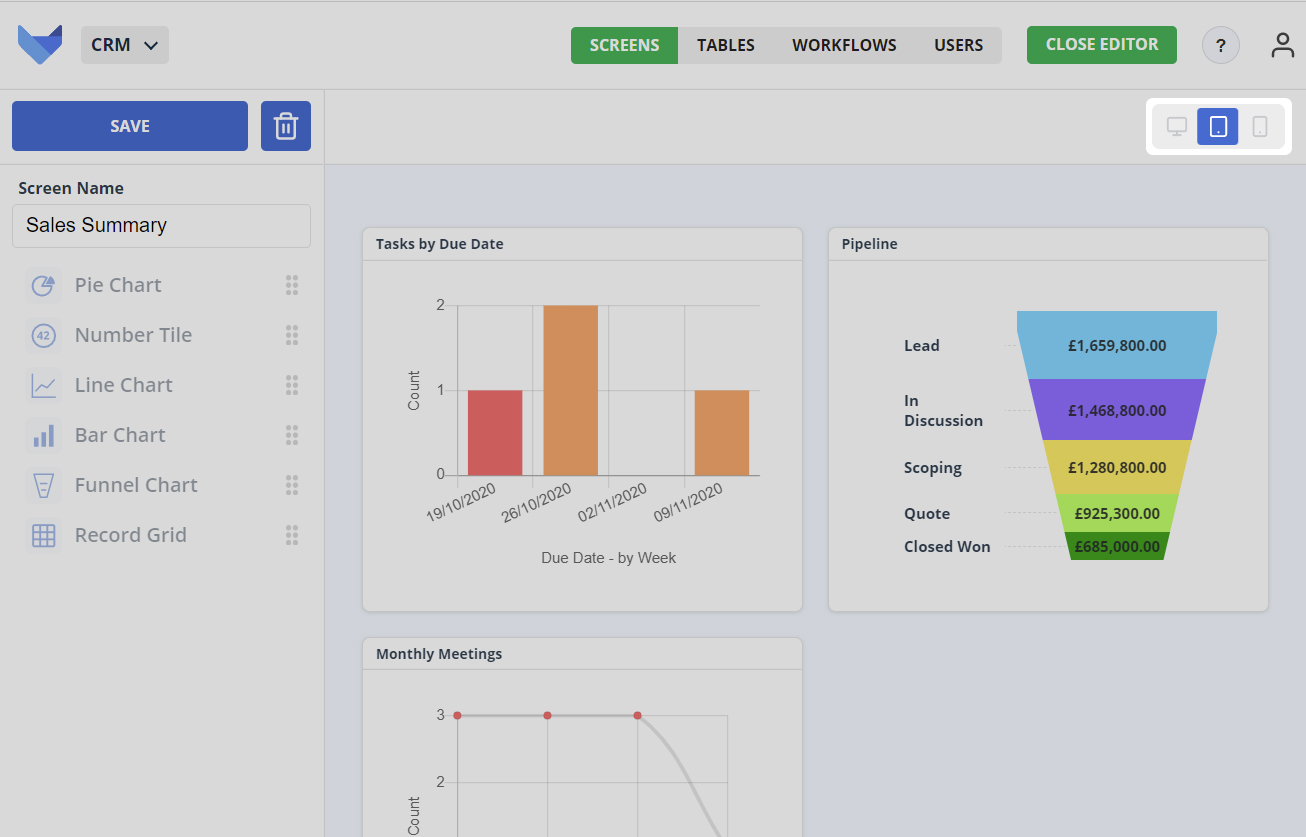 CRM
SCREENS
TABLES
WORKFLOWS
USERS
CLOSE EDITOR
?
SAVE
Screen Name
Sales Summary
Pie Chart
42
Number Tile
Line Chart
Bar Chart
Funnel Chart
Record Grid
Tasks by Due Date
2
1
0
Count
19/10/2020
26/10/2020
02/11/2020
09/11/2020
Due Date - by Week
Pipeline
Lead
£1,659,800.00
In
Discussion
£1,468,800.00
Scoping
£1,280,800.00
Quote
£925,300.00
Closed Won
£685,000.00
Monthly Meetings
3
2
Count